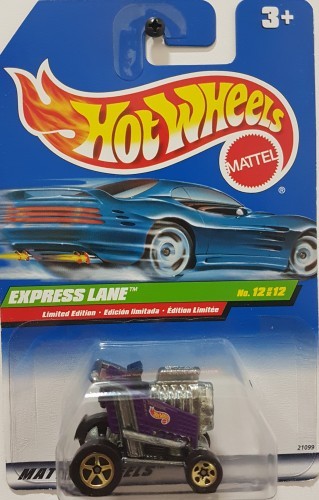 3+
HOT WHEELS
MATTEL
®
EXPRESS LANE™
No. 12 OF 12
Limited Edition · Edición limitada · Édition Limitée
21099